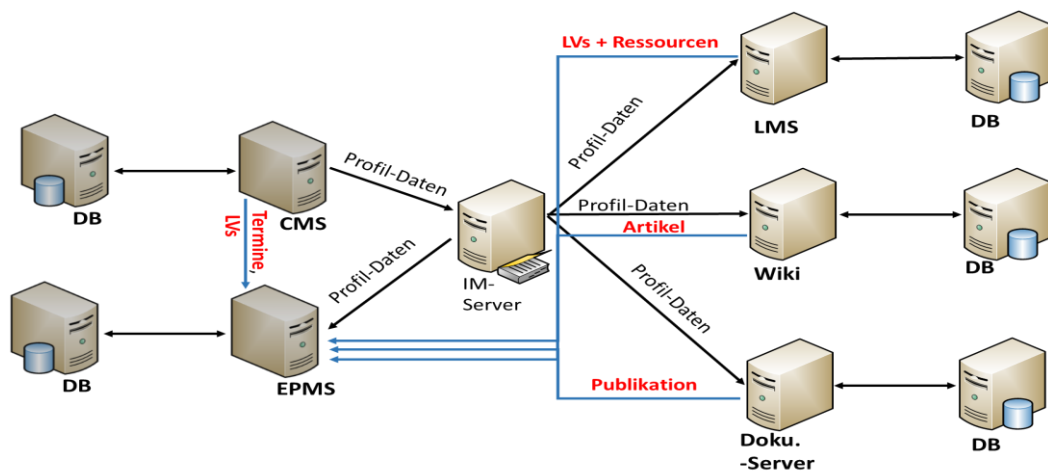 LVs + Ressourcen
LMS
DB
Profil-Daten
Profil-Daten
DB
CMS
Termine,
LVs
IM-
Server
Profil-Daten
Profil-Daten
Artikel
Wiki
DB
Profil-Daten
DB
EPMS
Publikation
Doku.
-Server
DB